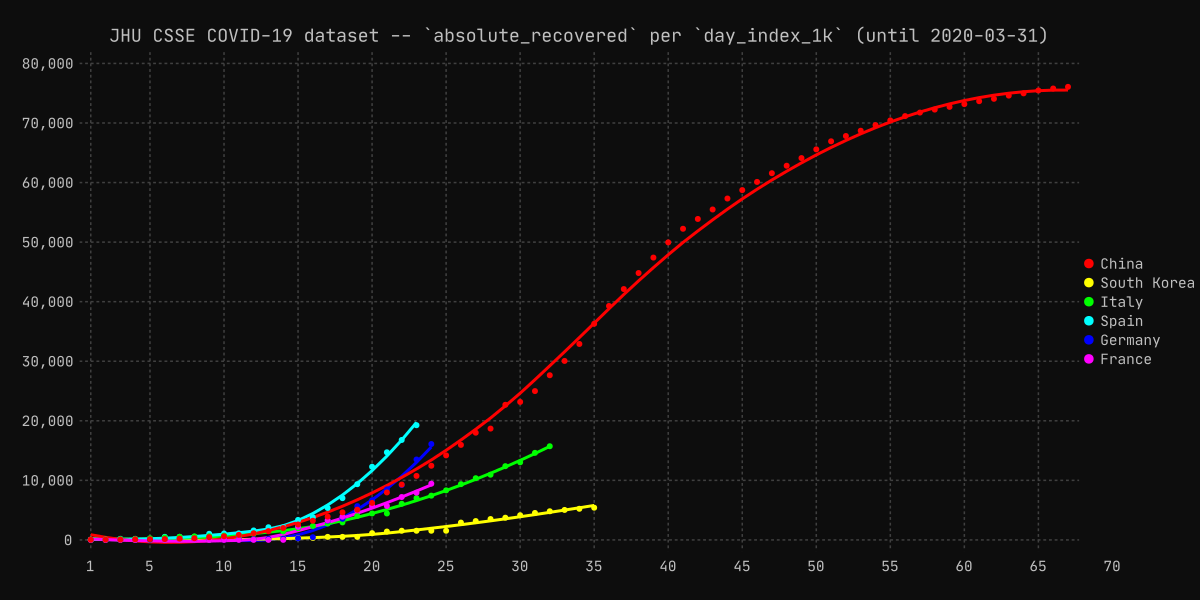 JHU CSSE COVID-19 dataset -- `absolute_recovered` per `day_index_1k` (until 2020-03-31)
80,000
70,000
60,000
50,000
40,000
30,000
20,000
10,000
0
1 5 10 15 20 25 30 35 40 45 50 55 60 65 70
China
South Korea
Italy
Spain
Germany
France